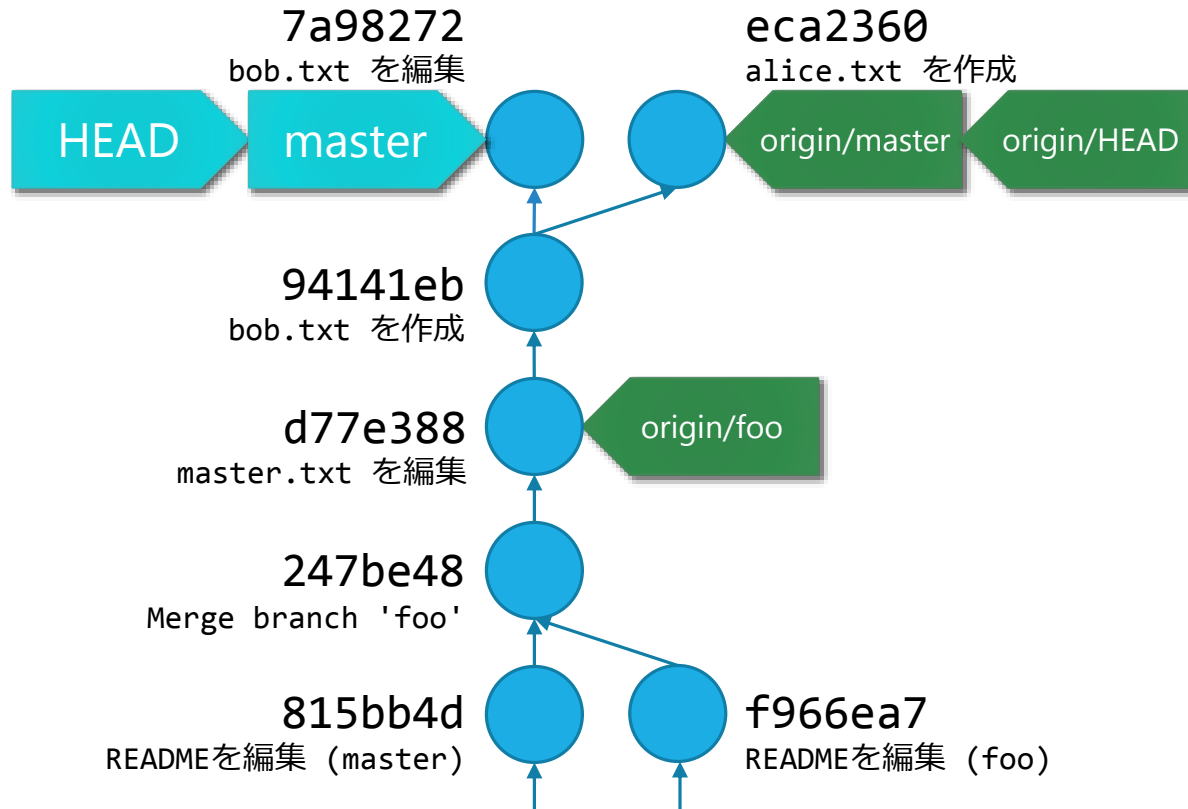 7a98272
bob.txt を編集
eca2360
alice.txt を作成
HEAD
master
origin/master
origin/HEAD
94141eb
bob.txt を作成
d77e388
master.txt を編集
origin/foo
247be48
Merge branch 'foo'
815bb4d
READMEを編集 (master)
f966ea7
READMEを編集 (foo)